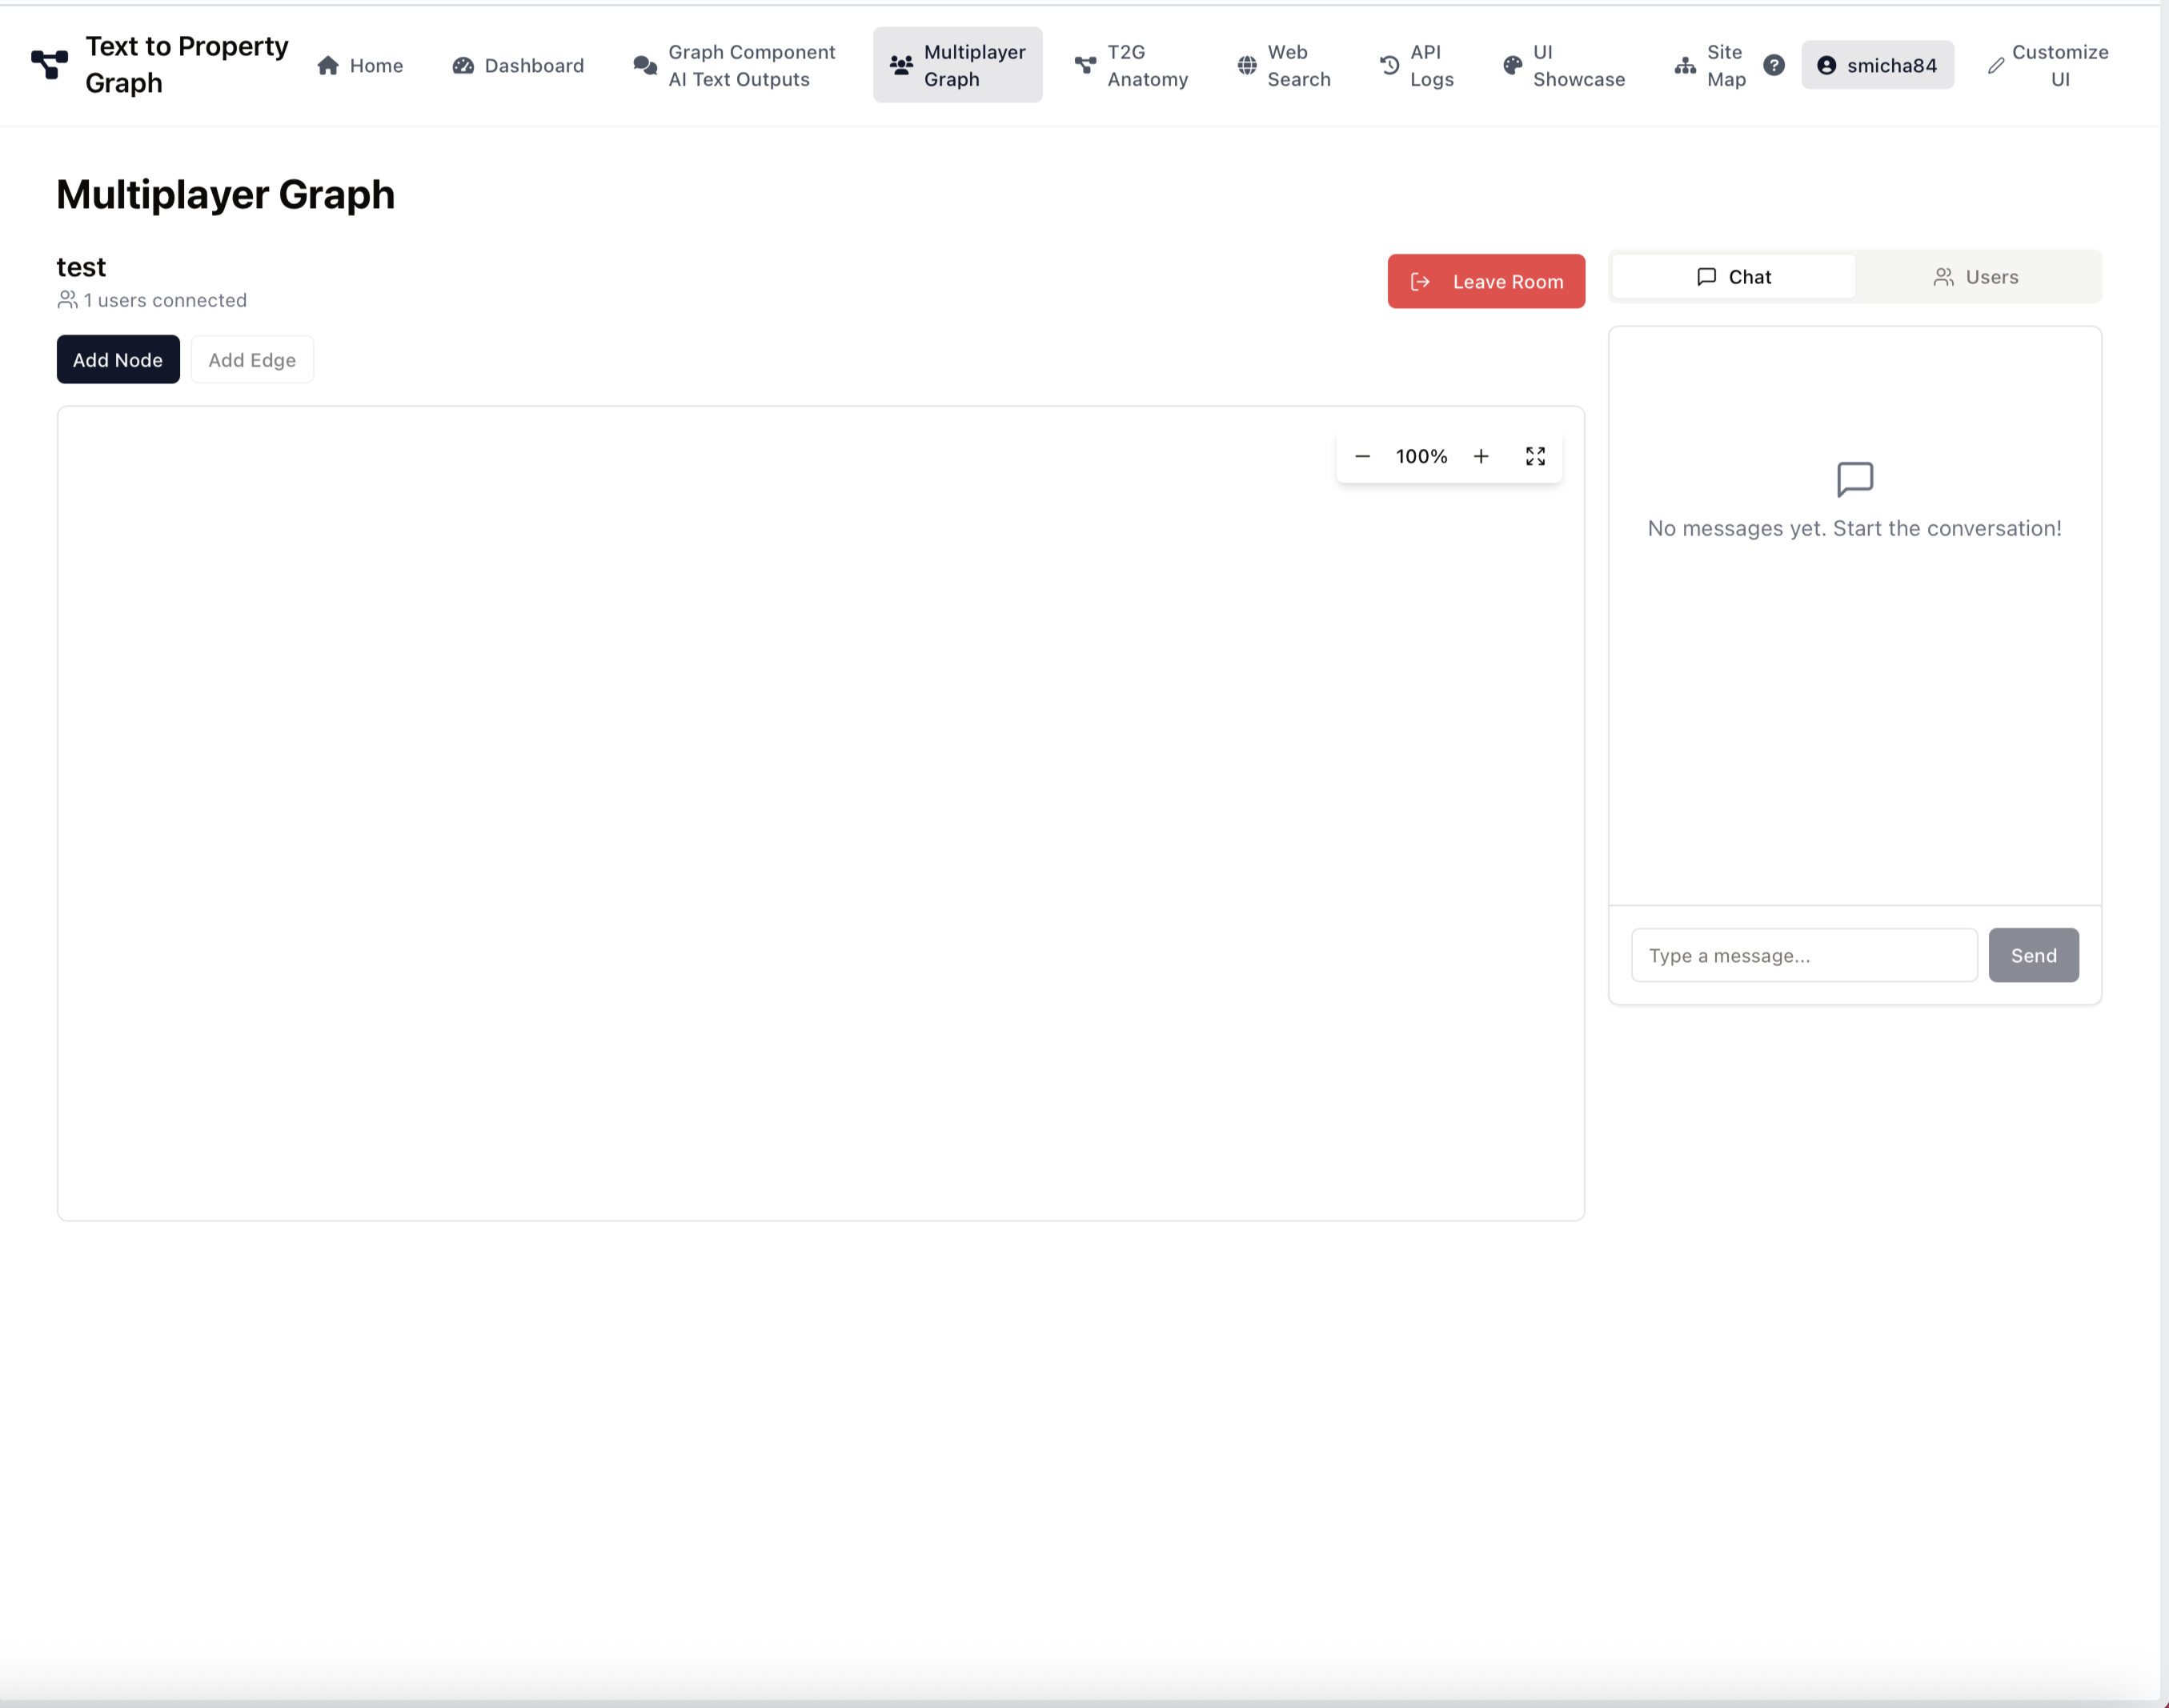 Text to Property
Graph
Home
Dashboard
Graph Component
AI Text Outputs
Multiplayer
Graph
T2G
Anatomy
Web
Search
API
Logs
UI
Showcase
Site
Map
?
smicha84
Customize
UI
Multiplayer Graph
test
1 users connected
Leave Room
Add Node
Add Edge
100%
Chat
Users
No messages yet. Start the conversation!
Type a message...
Send